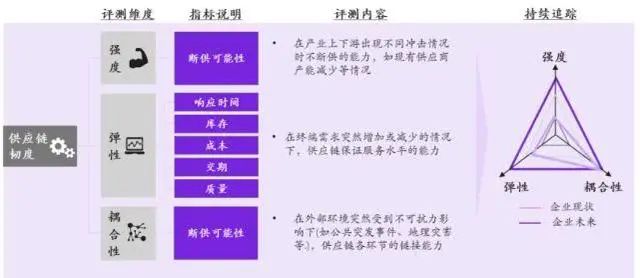 评测维度 指标说明 评测内容 持续追踪
供应链
韧度
强
度
断供可能性
• 在产业上下游出现不同冲击情况
时不断供的能力，如现有供应商
产能减少等情况
弹
性
响应时间
库存
成本
交期
质量
• 在终端需求突然增加或减少的情况
下，供应链保证服务水平的能力
耦合
性
断供可能性
• 在外部环境突然受到不可抗力影
响下(如公共突发事件、地理灾害
等)，供应链各环节的链接能力
强度
弹性
耦合性
企业现状
企业未来